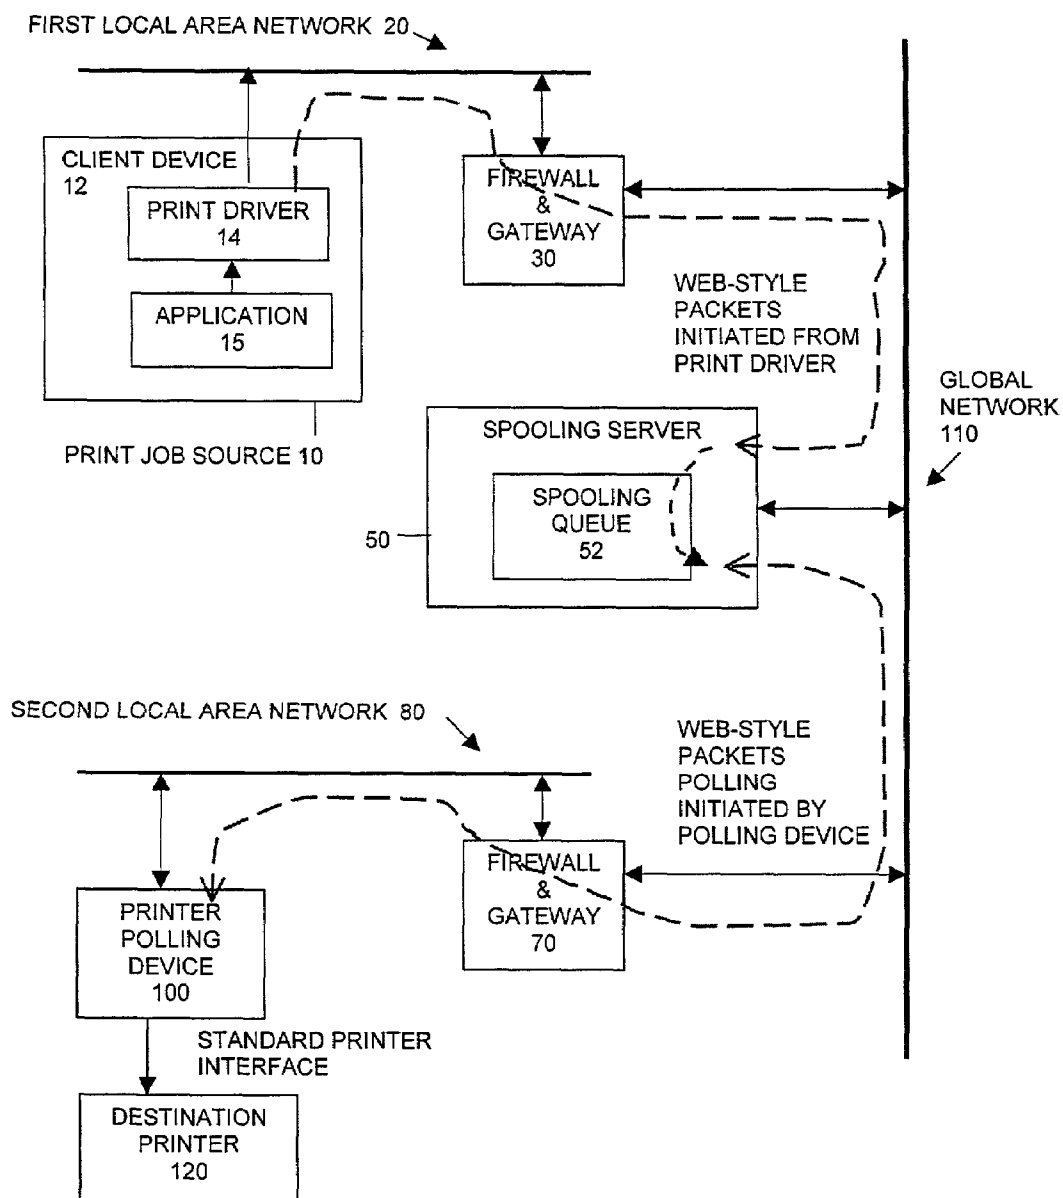 FIRST LOCAL AREA NETWORK 20
CLIENT DEVICE
12
PRINT DRIVER
14
APPLICATION
15
PRINT JOB SOURCE 10
FIREWALL
&
GATEWAY
30
WEB-STYLE
PACKETS
INITIATED FROM
PRINT DRIVER
GLOBAL
NETWORK
110
SPOOLING SERVER
SPOOLING
QUEUE
52
50
SECOND LOCAL AREA NETWORK 80
WEB-STYLE
PACKETS
POLLING
INITIATED BY
POLLING DEVICE
FIREWALL
&
GATEWAY
70
PRINTER
POLLING
DEVICE
100
STANDARD PRINTER
INTERFACE
DESTINATION
PRINTER
120